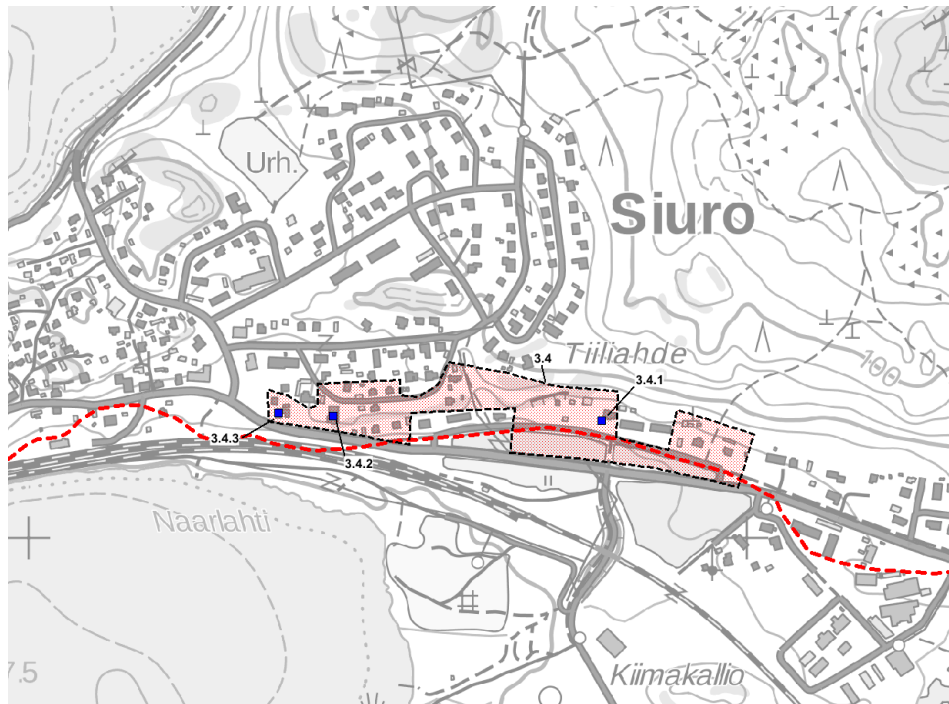 Urh.
Siuro
Tiiliahde
3.4
3.4.1
100
3.4.3
3.4.2
Naarlahti
7.5
Kiimakallio